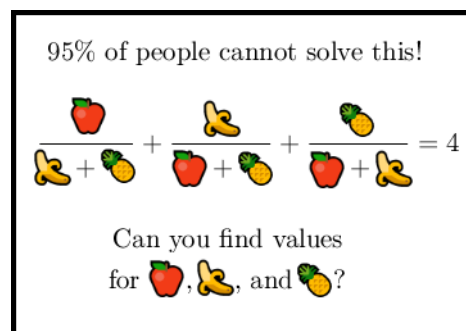 95% of people cannot solve this!
🍎/(🍌+🍍) + 🍌/(🍎+🍍) + 🍍/(🍎+🍌) = 4
Can you find values
for 🍎, 🍌, and 🍍?